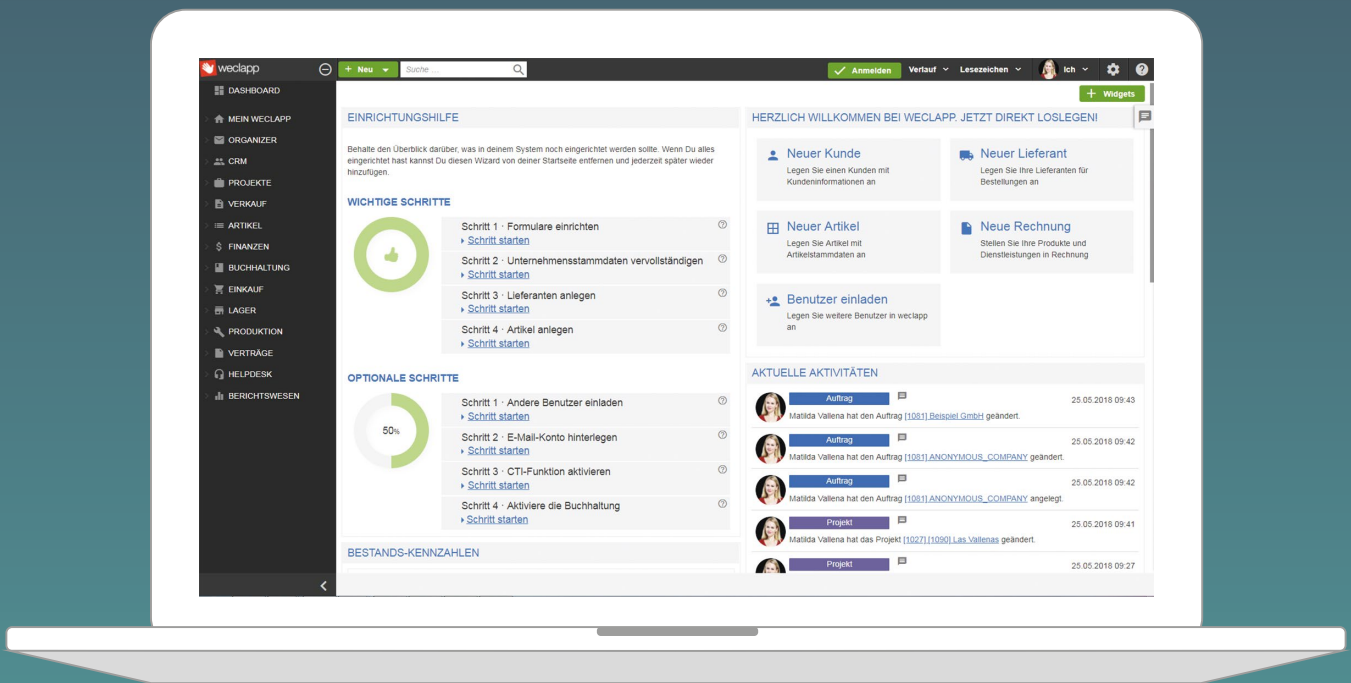 weclapp
+ Neu
Suche ...
Anmelden
Verlauf
Lesezeichen
Ich
DASHBOARD
MEIN WECLAPP
ORGANIZER
CRM
PROJEKTE
VERKAUF
ARTIKEL
FINANZEN
BUCHHALTUNG
EINKAUF
LAGER
PRODUKTION
VERTRÄGE
HELPDESK
BERICHTSWESEN
+ Widgets
EINRICHTUNGSHILFE
Behalte den Überblick darüber, was in deinem System noch eingerichtet werden sollte. Wenn Du alles
eingerichtet hast kannst Du diesen Wizard von deiner Startseite entfernen und jederzeit später wieder
hinzufügen.
WICHTIGE SCHRITTE
Schritt 1 · Formulare einrichten
Schritt starten
Schritt 2 · Unternehmensstammdaten vervollständigen
Schritt starten
Schritt 3 · Lieferanten anlegen
Schritt starten
Schritt 4 · Artikel anlegen
Schritt starten
OPTIONALE SCHRITTE
50%
Schritt 1 · Andere Benutzer einladen
Schritt starten
Schritt 2 · E-Mail-Konto hinterlegen
Schritt starten
Schritt 3 · CTI-Funktion aktivieren
Schritt starten
Schritt 4 · Aktiviere die Buchhaltung
Schritt starten
BESTANDS-KENNZAHLEN
HERZLICH WILLKOMMEN BEI WECLAPP. JETZT DIREKT LOSLEGEN!
Neuer Kunde
Legen Sie einen Kunden mit
Kundeninformationen an
Neuer Lieferant
Legen Sie Ihre Lieferanten für
Bestellungen an
Neuer Artikel
Legen Sie Artikel mit
Artikelstammdaten an
Neue Rechnung
Stellen Sie Ihre Produkte und
Dienstleistungen in Rechnung
Benutzer einladen
Legen Sie weitere Benutzer in weclapp
an
AKTUELLE AKTIVITÄTEN
Auftrag
25.05.2018 09:43
Matilda Vallena hat den Auftrag [1081] Beispiel GmbH geändert.
Auftrag
25.05.2018 09:42
Matilda Vallena hat den Auftrag [1081] ANONYMOUS_COMPANY geändert.
Auftrag
25.05.2018 09:42
Matilda Vallena hat den Auftrag [1081] ANONYMOUS_COMPANY angelegt.
Projekt
25.05.2018 09:41
Matilda Vallena hat das Projekt [1027] [1090] Las Vallenas geändert.
Projekt
25.05.2018 09:27